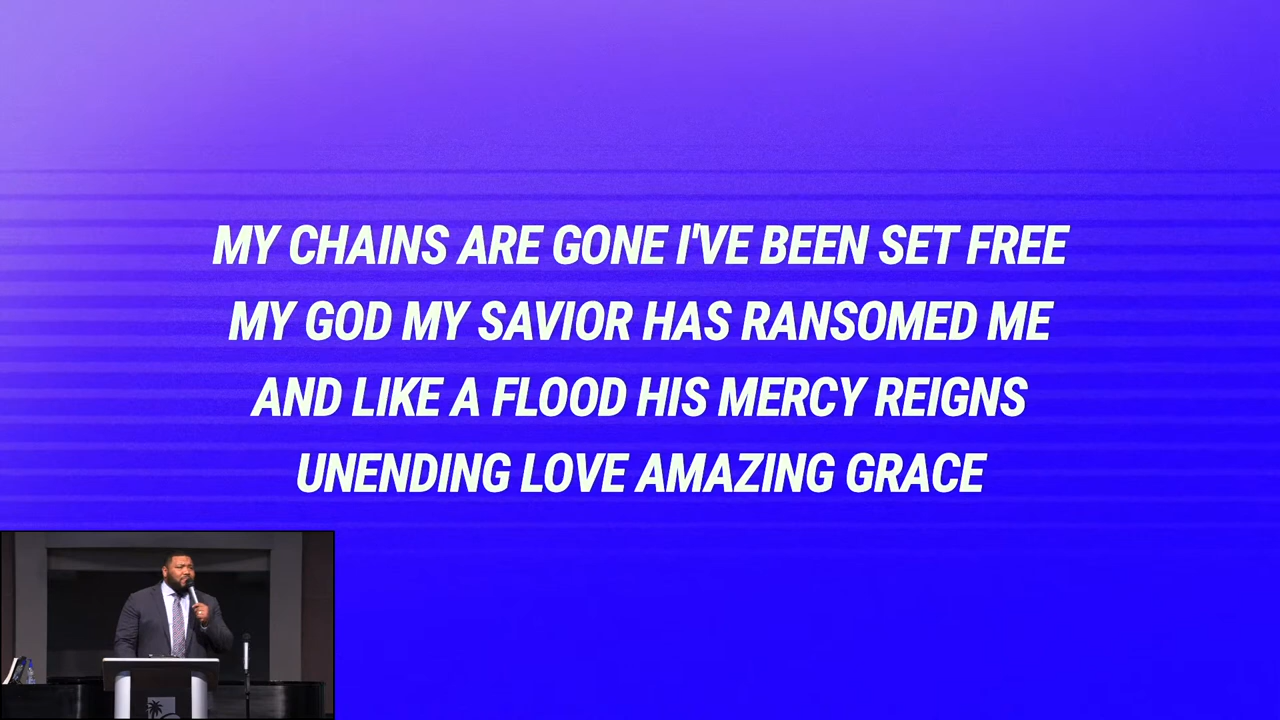 MY CHAINS ARE GONE I'VE BEEN SET FREE
MY GOD MY SAVIOR HAS RANSOMED ME
AND LIKE A FLOOD HIS MERCY REIGNS
UNENDING LOVE AMAZING GRACE